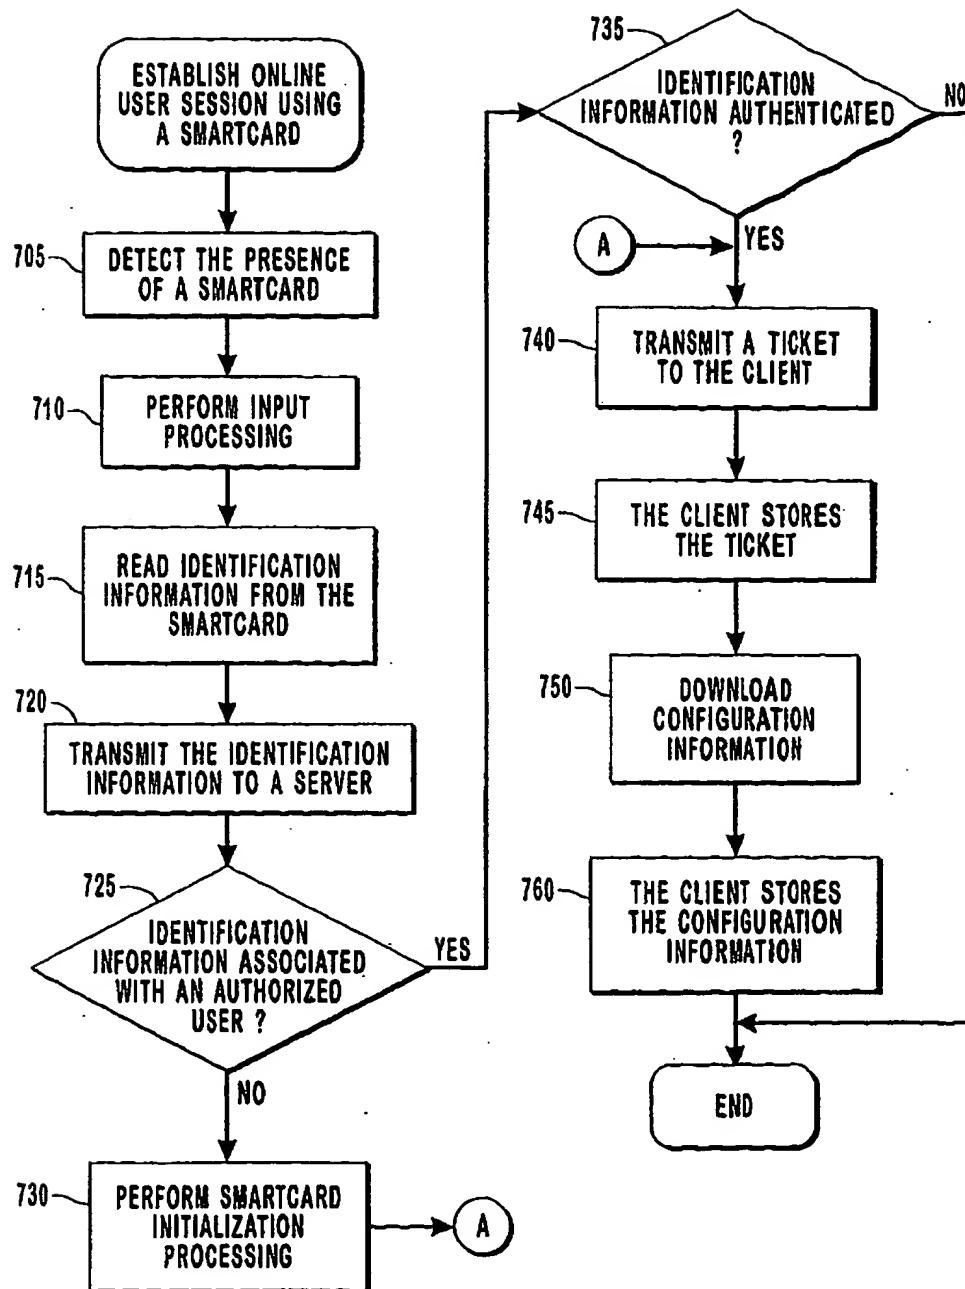 ESTABLISH ONLINE
USER SESSION USING
A SMARTCARD
705
DETECT THE PRESENCE
OF A SMARTCARD
710
PERFORM INPUT
PROCESSING
715
READ IDENTIFICATION
INFORMATION FROM THE
SMARTCARD
720
TRANSMIT THE IDENTIFICATION
INFORMATION TO A SERVER
725
IDENTIFICATION
INFORMATION ASSOCIATED
WITH AN AUTHORIZED
USER ?
YES
NO
730
PERFORM SMARTCARD
INITIALIZATION
PROCESSING
A
735
IDENTIFICATION
INFORMATION AUTHENTICATED
?
NO
YES
A
740
TRANSMIT A TICKET
TO THE CLIENT
745
THE CLIENT STORES
THE TICKET
750
DOWNLOAD
CONFIGURATION
INFORMATION
760
THE CLIENT STORES
THE CONFIGURATION
INFORMATION
END